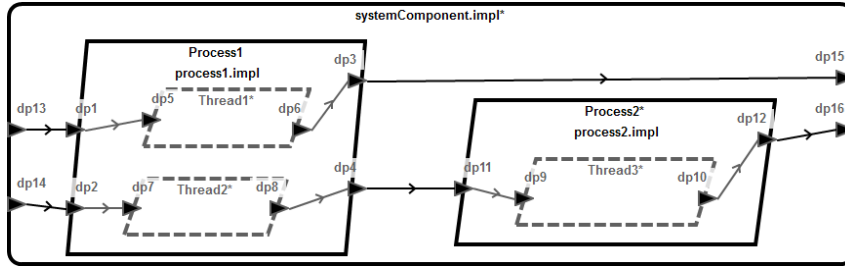 systemComponent.impl*
Process1
process1.impl
dp3
dp15
dp13
dp1
dp5
Thread1*
dp6
Process2*
process2.impl
dp12
dp16
dp14
dp2
dp7
Thread2*
dp8
dp4
dp11
dp9
Thread3*
dp10